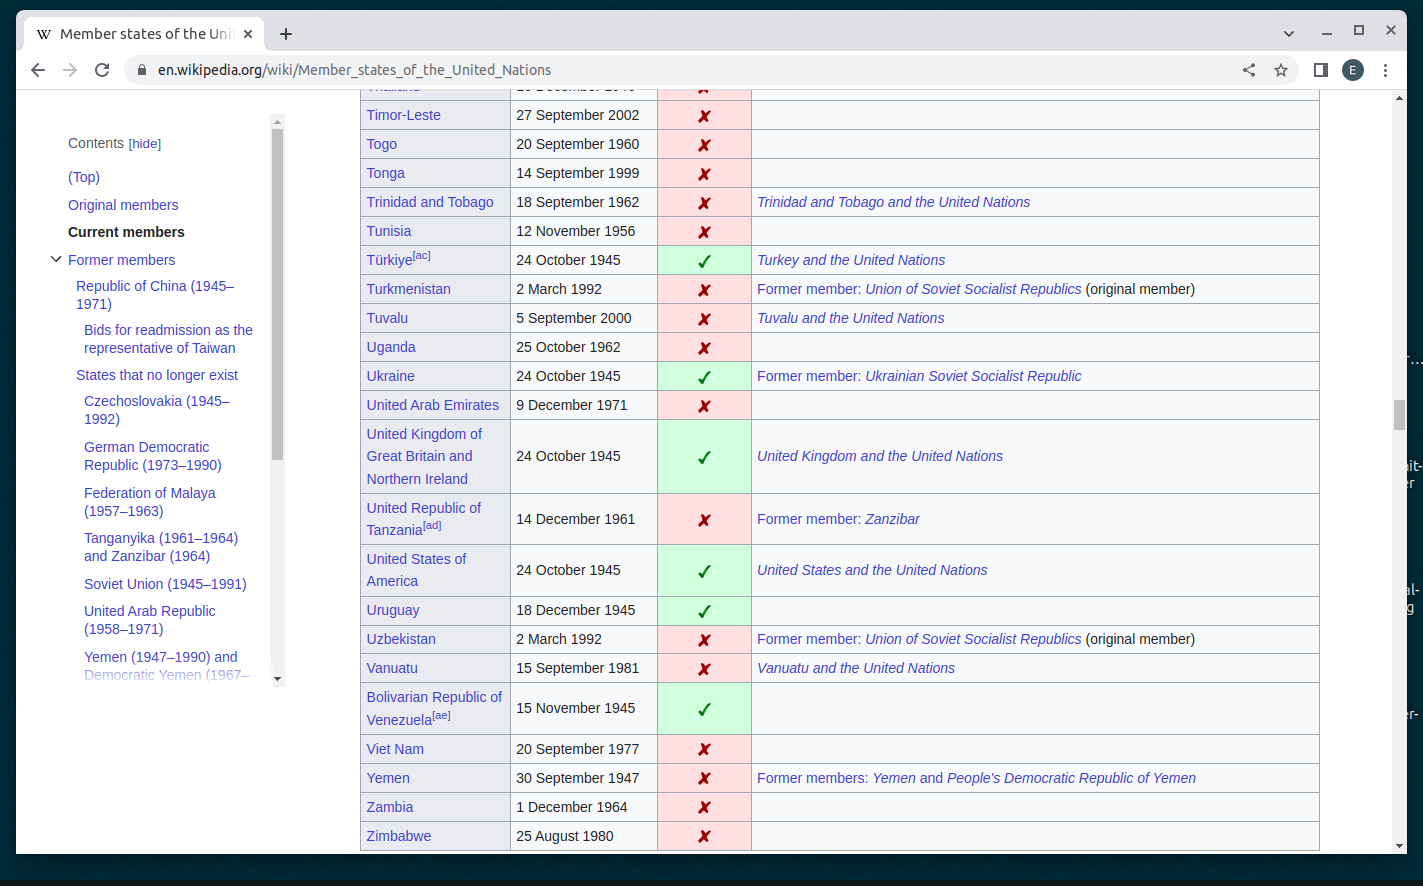 Member states of the Uni
en.wikipedia.org/wiki/Member_states_of_the_United_Nations
E
Contents [hide]
(Top)
Original members
Current members
Former members
Republic of China (1945–
1971)
Bids for readmission as the
representative of Taiwan
States that no longer exist
Czechoslovakia (1945–
1992)
German Democratic
Republic (1973–1990)
Federation of Malaya
(1957–1963)
Tanganyika (1961–1964)
and Zanzibar (1964)
Soviet Union (1945–1991)
United Arab Republic
(1958–1971)
Yemen (1947–1990) and
Democratic Yemen (1967–
Timor-Leste 27 September 2002 ✘
Togo 20 September 1960 ✘
Tonga 14 September 1999 ✘
Trinidad and Tobago 18 September 1962 ✘ Trinidad and Tobago and the United Nations
Tunisia 12 November 1956 ✘
Türkiye[ac] 24 October 1945 ✓ Turkey and the United Nations
Turkmenistan 2 March 1992 ✘ Former member: Union of Soviet Socialist Republics (original member)
Tuvalu 5 September 2000 ✘ Tuvalu and the United Nations
Uganda 25 October 1962 ✘
Ukraine 24 October 1945 ✓ Former member: Ukrainian Soviet Socialist Republic
United Arab Emirates 9 December 1971 ✘
United Kingdom of
Great Britain and
Northern Ireland
24 October 1945 ✓ United Kingdom and the United Nations
United Republic of
Tanzania[ad]
14 December 1961 ✘ Former member: Zanzibar
United States of
America
24 October 1945 ✓ United States and the United Nations
Uruguay 18 December 1945 ✓
Uzbekistan 2 March 1992 ✘ Former member: Union of Soviet Socialist Republics (original member)
Vanuatu 15 September 1981 ✘ Vanuatu and the United Nations
Bolivarian Republic of
Venezuela[ae]
15 November 1945 ✓
Viet Nam 20 September 1977 ✘
Yemen 30 September 1947 ✘ Former members: Yemen and People's Democratic Republic of Yemen
Zambia 1 December 1964 ✘
Zimbabwe 25 August 1980 ✘